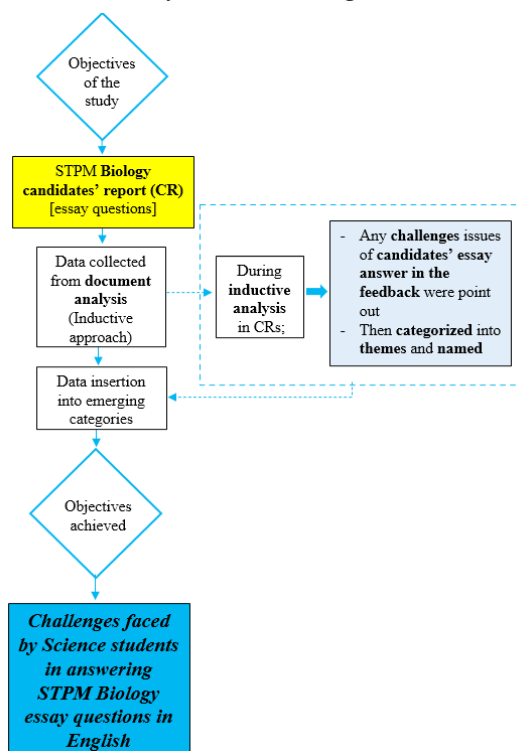 Objectives
of the
study
STPM Biology
candidates' report (CR)
[essay questions]
Data collected
from document
analysis
(Inductive
approach)
During
inductive
analysis
in CRs;
- Any challenges issues
of candidates' essay
answer in the
feedback were point
out
- Then categorized into
themes and named
Data insertion
into emerging
categories
Objectives
achieved
Challenges faced
by Science students
in answering
STPM Biology
essay questions in
English